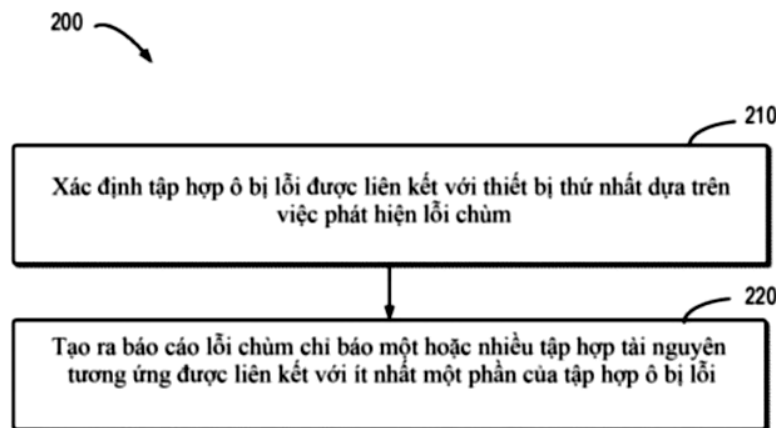 200
210
Xác định tập hợp ô bị lỗi được liên kết với thiết bị thứ nhất dựa trên
việc phát hiện lỗi chùm
220
Tạo ra báo cáo lỗi chùm chỉ báo một hoặc nhiều tập hợp tài nguyên
tương ứng được liên kết với ít nhất một phần của tập hợp ô bị lỗi